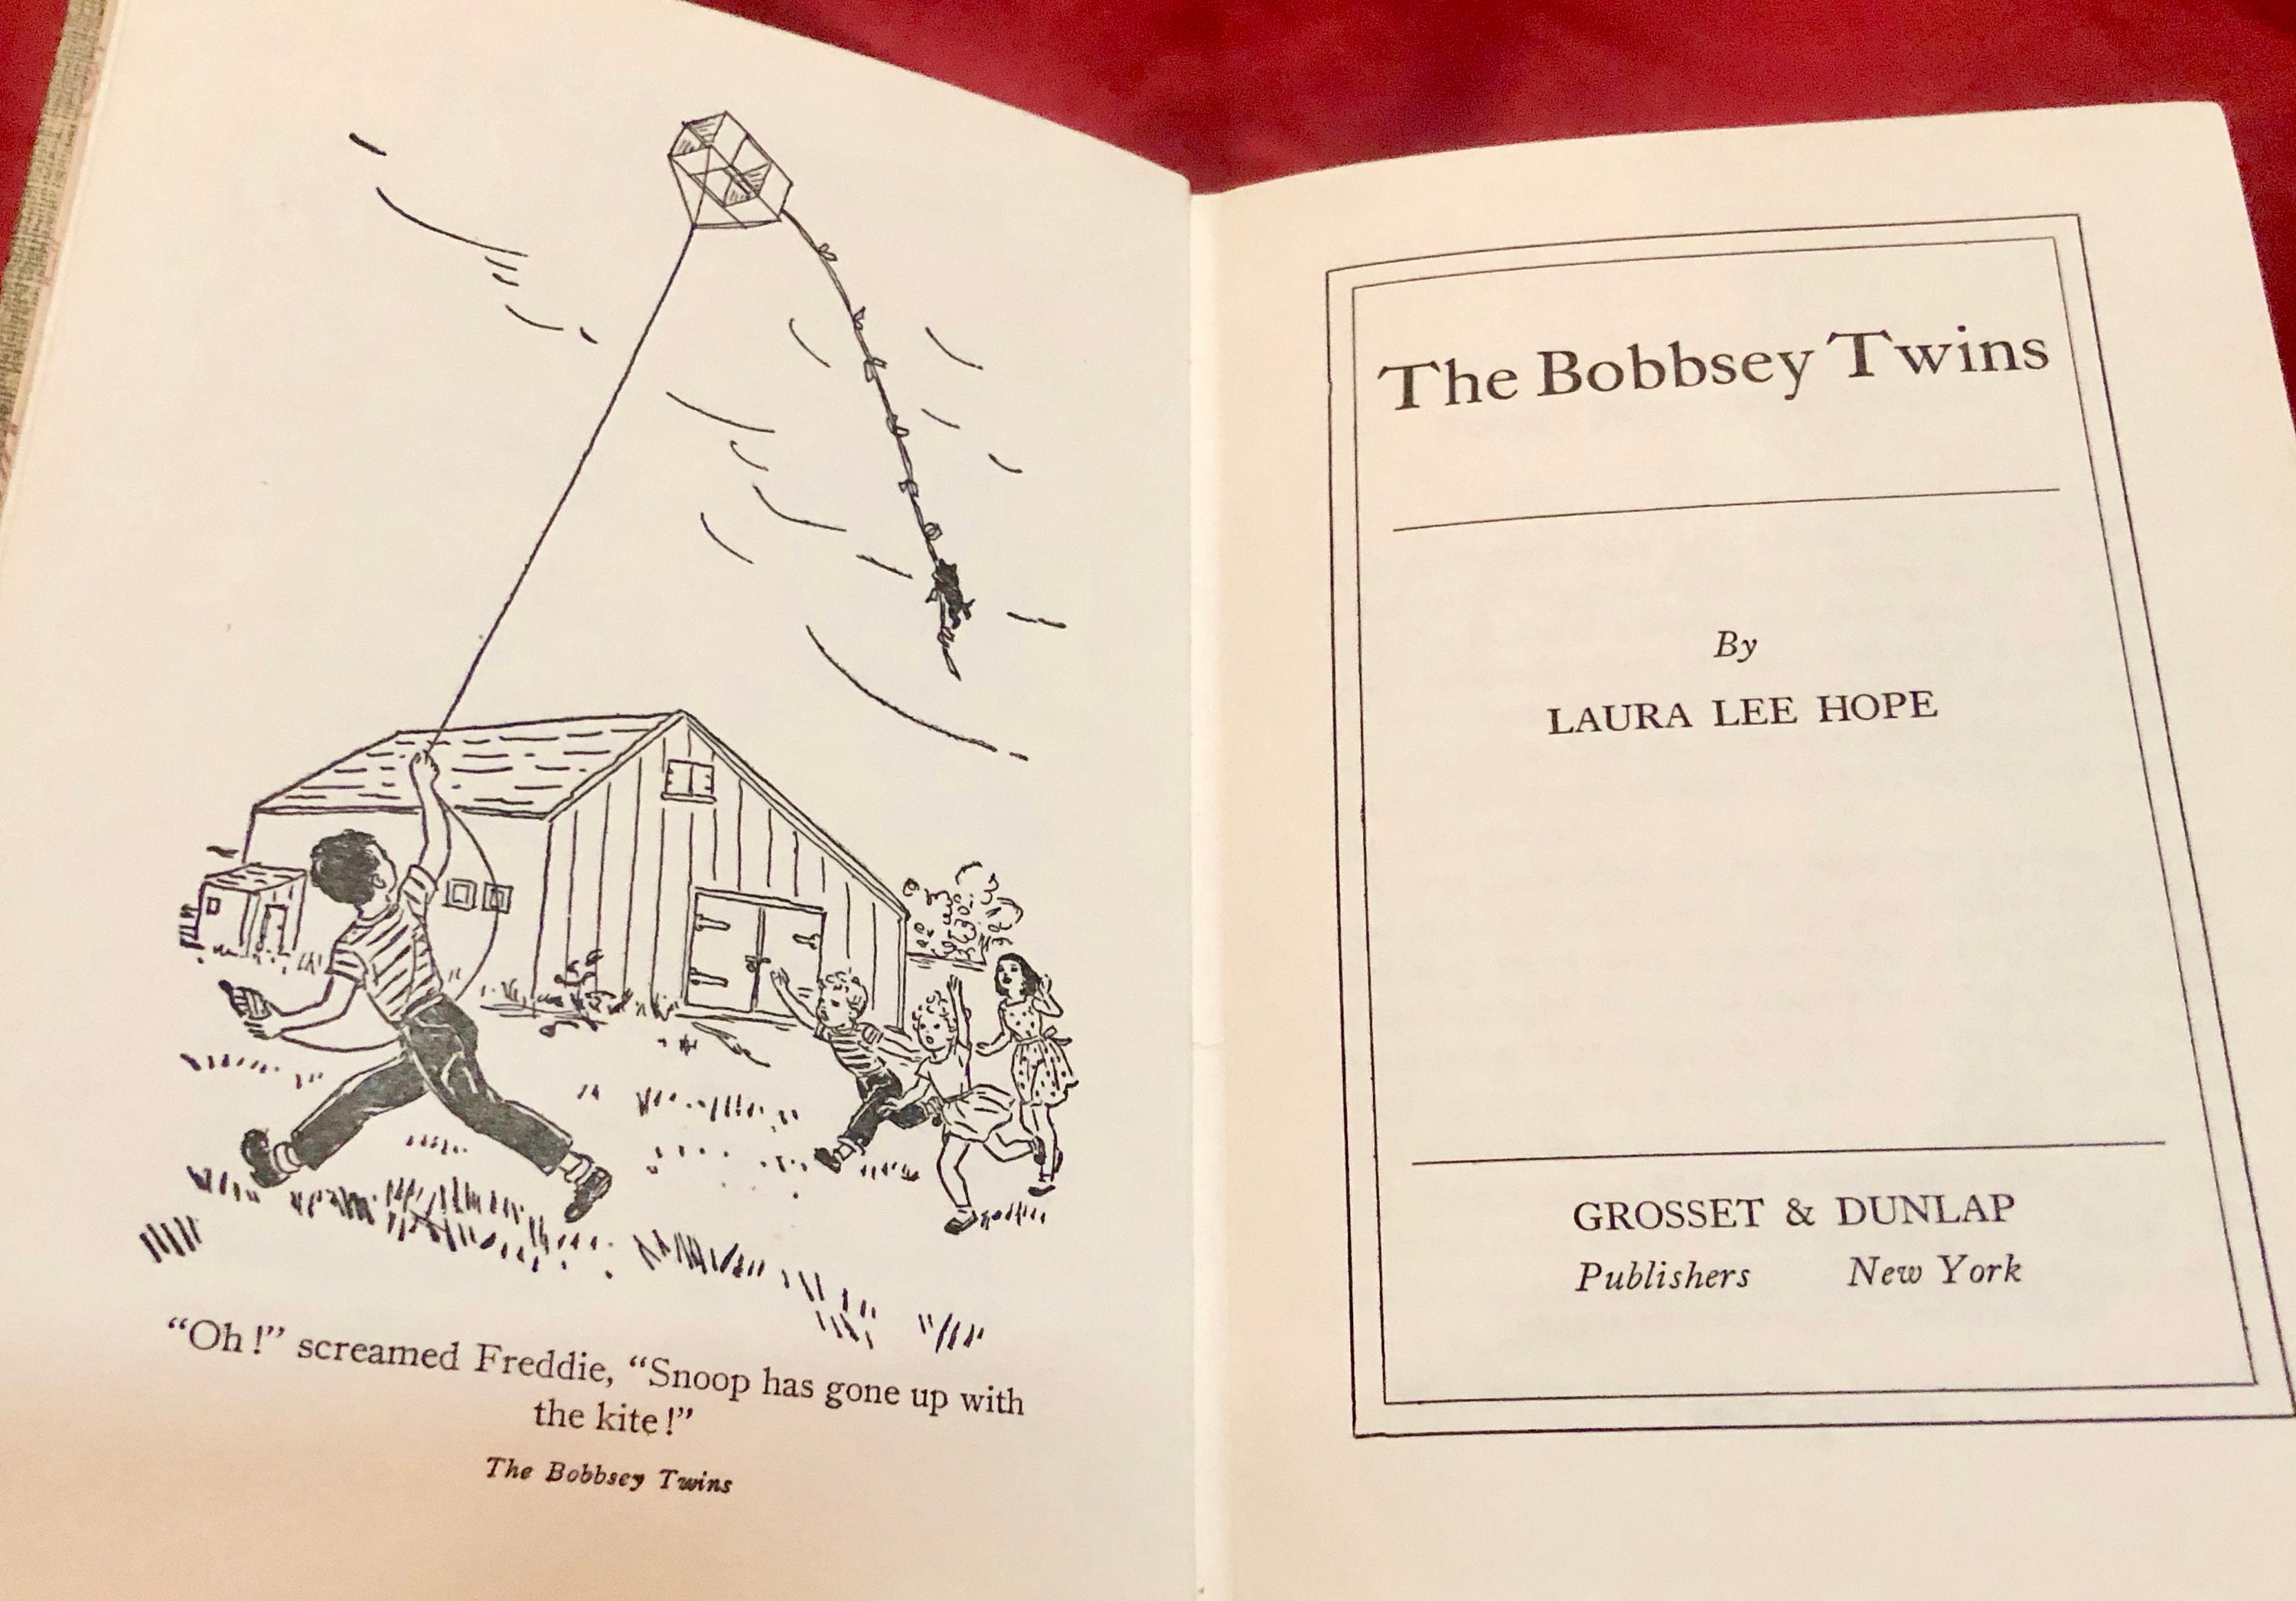 "Oh!" screamed Freddie, "Snoop has gone up with
the kite!"
The Bobbsey Twins
The Bobbsey Twins
By
LAURA LEE HOPE
GROSSET & DUNLAP
Publishers New York